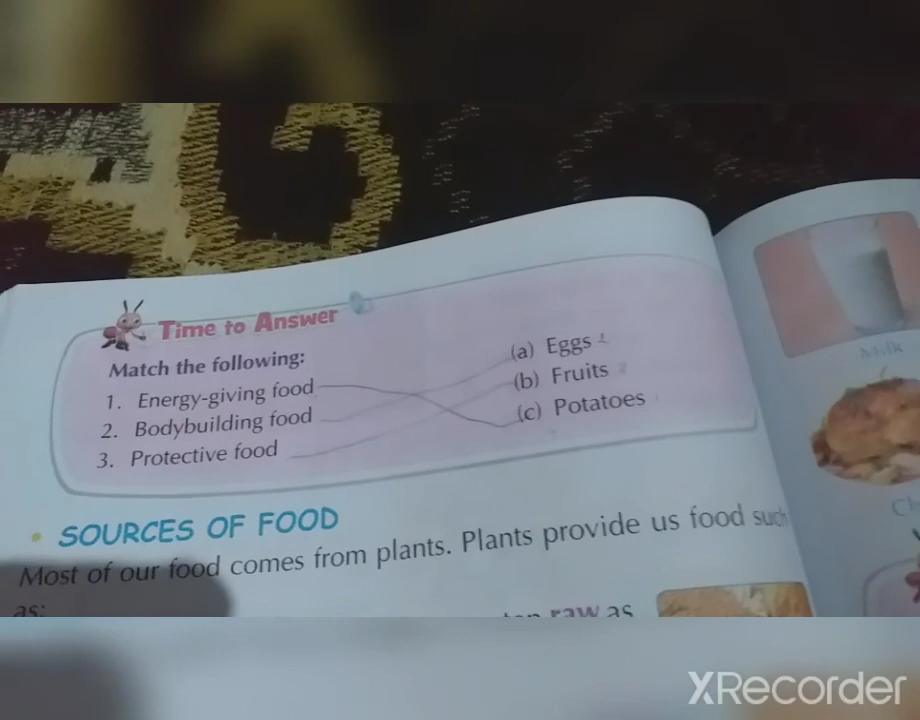 Time to Answer
Match the following:
1. Energy-giving food
2. Bodybuilding food
3. Protective food
(a) Eggs
(b) Fruits
(c) Potatoes
• SOURCES OF FOOD
Most of our food comes from plants. Plants provide us food such
as:
raw as
Milk
XRecorder